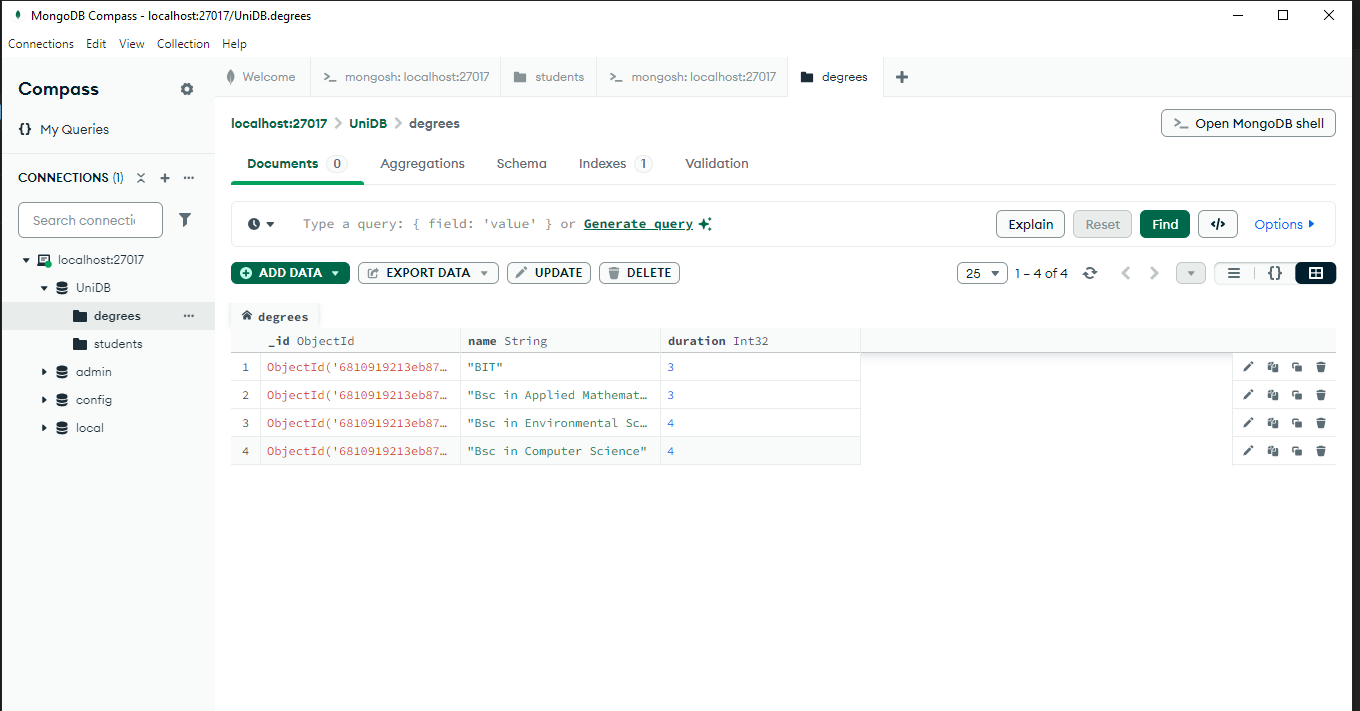 MongoDB Compass - localhost:27017/UniDB.degrees
Connections Edit View Collection Help
Compass
My Queries
CONNECTIONS (1)
Search connecti
localhost:27017
UniDB
degrees
students
admin
config
local
Welcome
mongosh: localhost:27017
students
mongosh: localhost:27017
degrees
localhost:27017 > UniDB > degrees
>_ Open MongoDB shell
Documents 0 Aggregations Schema Indexes 1 Validation
Type a query: { field: 'value' } or Generate query
Explain Reset Find </> Options
ADD DATA EXPORT DATA UPDATE DELETE
25 1 – 4 of 4 {}
degrees
_id ObjectId name String duration Int32
1 ObjectId('6810919213eb87… "BIT" 3
2 ObjectId('6810919213eb87… "Bsc in Applied Mathemat… 3
3 ObjectId('6810919213eb87… "Bsc in Environmental Sc… 4
4 ObjectId('6810919213eb87… "Bsc in Computer Science" 4